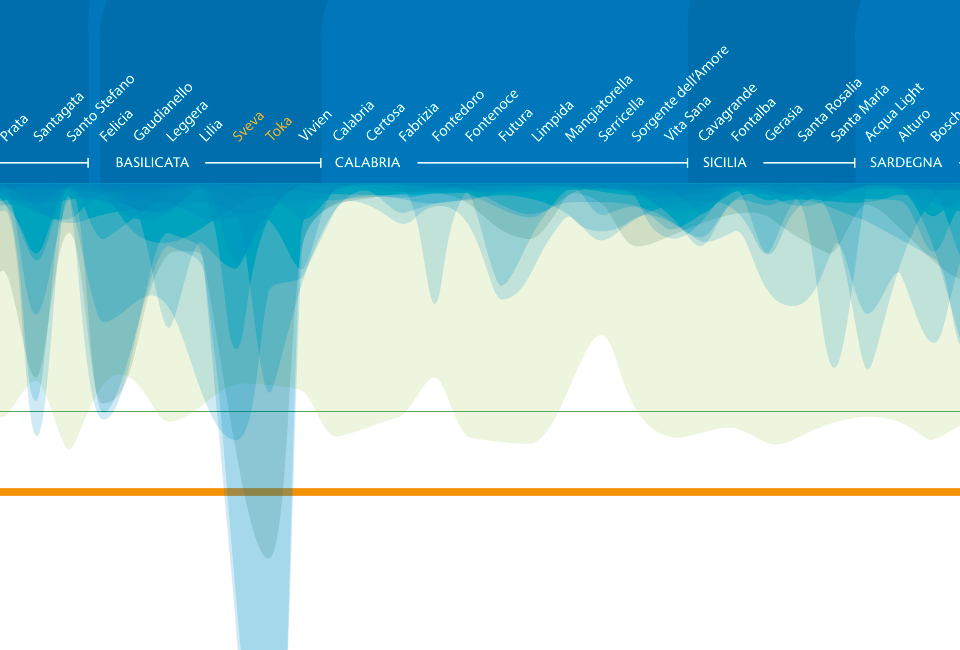 Prata
Santagata
Santo Stefano
Felicia
Gaudianello
Leggera
Lilia
Sveva
Toka
Vivien
Calabria
Certosa
Fabrizia
Fontedoro
Fontenoce
Futura
Limpida
Mangiatorella
Serricella
Sorgente dell'Amore
Vita Sana
Cavagrande
Fontalba
Gerasia
Santa Rosalia
Santa Maria
Acqua Light
Alturo
Bosch
BASILICATA
CALABRIA
SICILIA
SARDEGNA